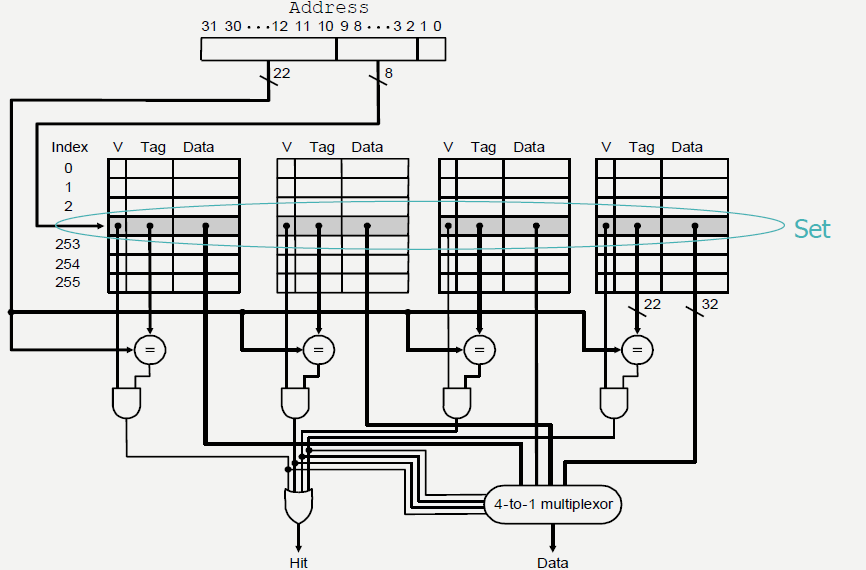 Address
31 30 •••12 11 10 9 8 •••3 2 1 0
22
8
Index V Tag Data V Tag Data V Tag Data V Tag Data
0
1
2
Set
253
254
255
22
32
=
=
=
=
4-to-1 multiplexor
Hit
Data